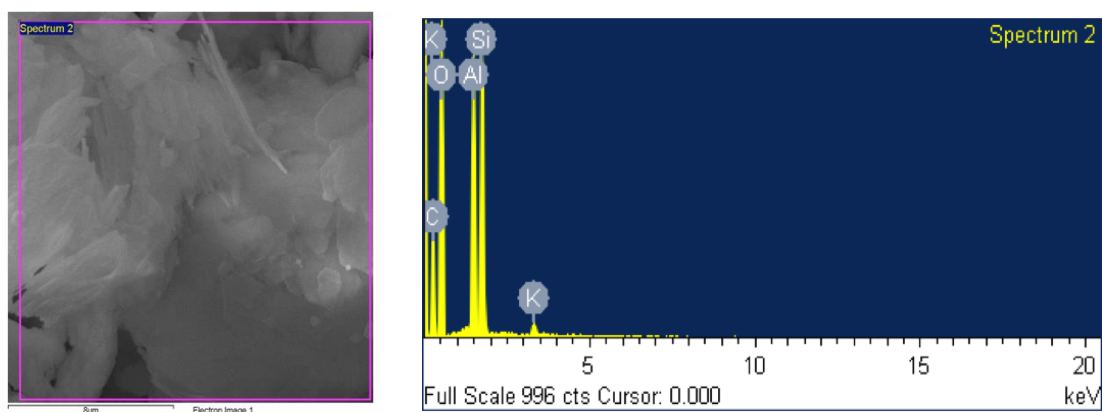 Spectrum 2
8um Electron Image 1
Spectrum 2
K Si
O Al
C
K
5 10 15 20
Full Scale 996 cts Cursor: 0.000 keV